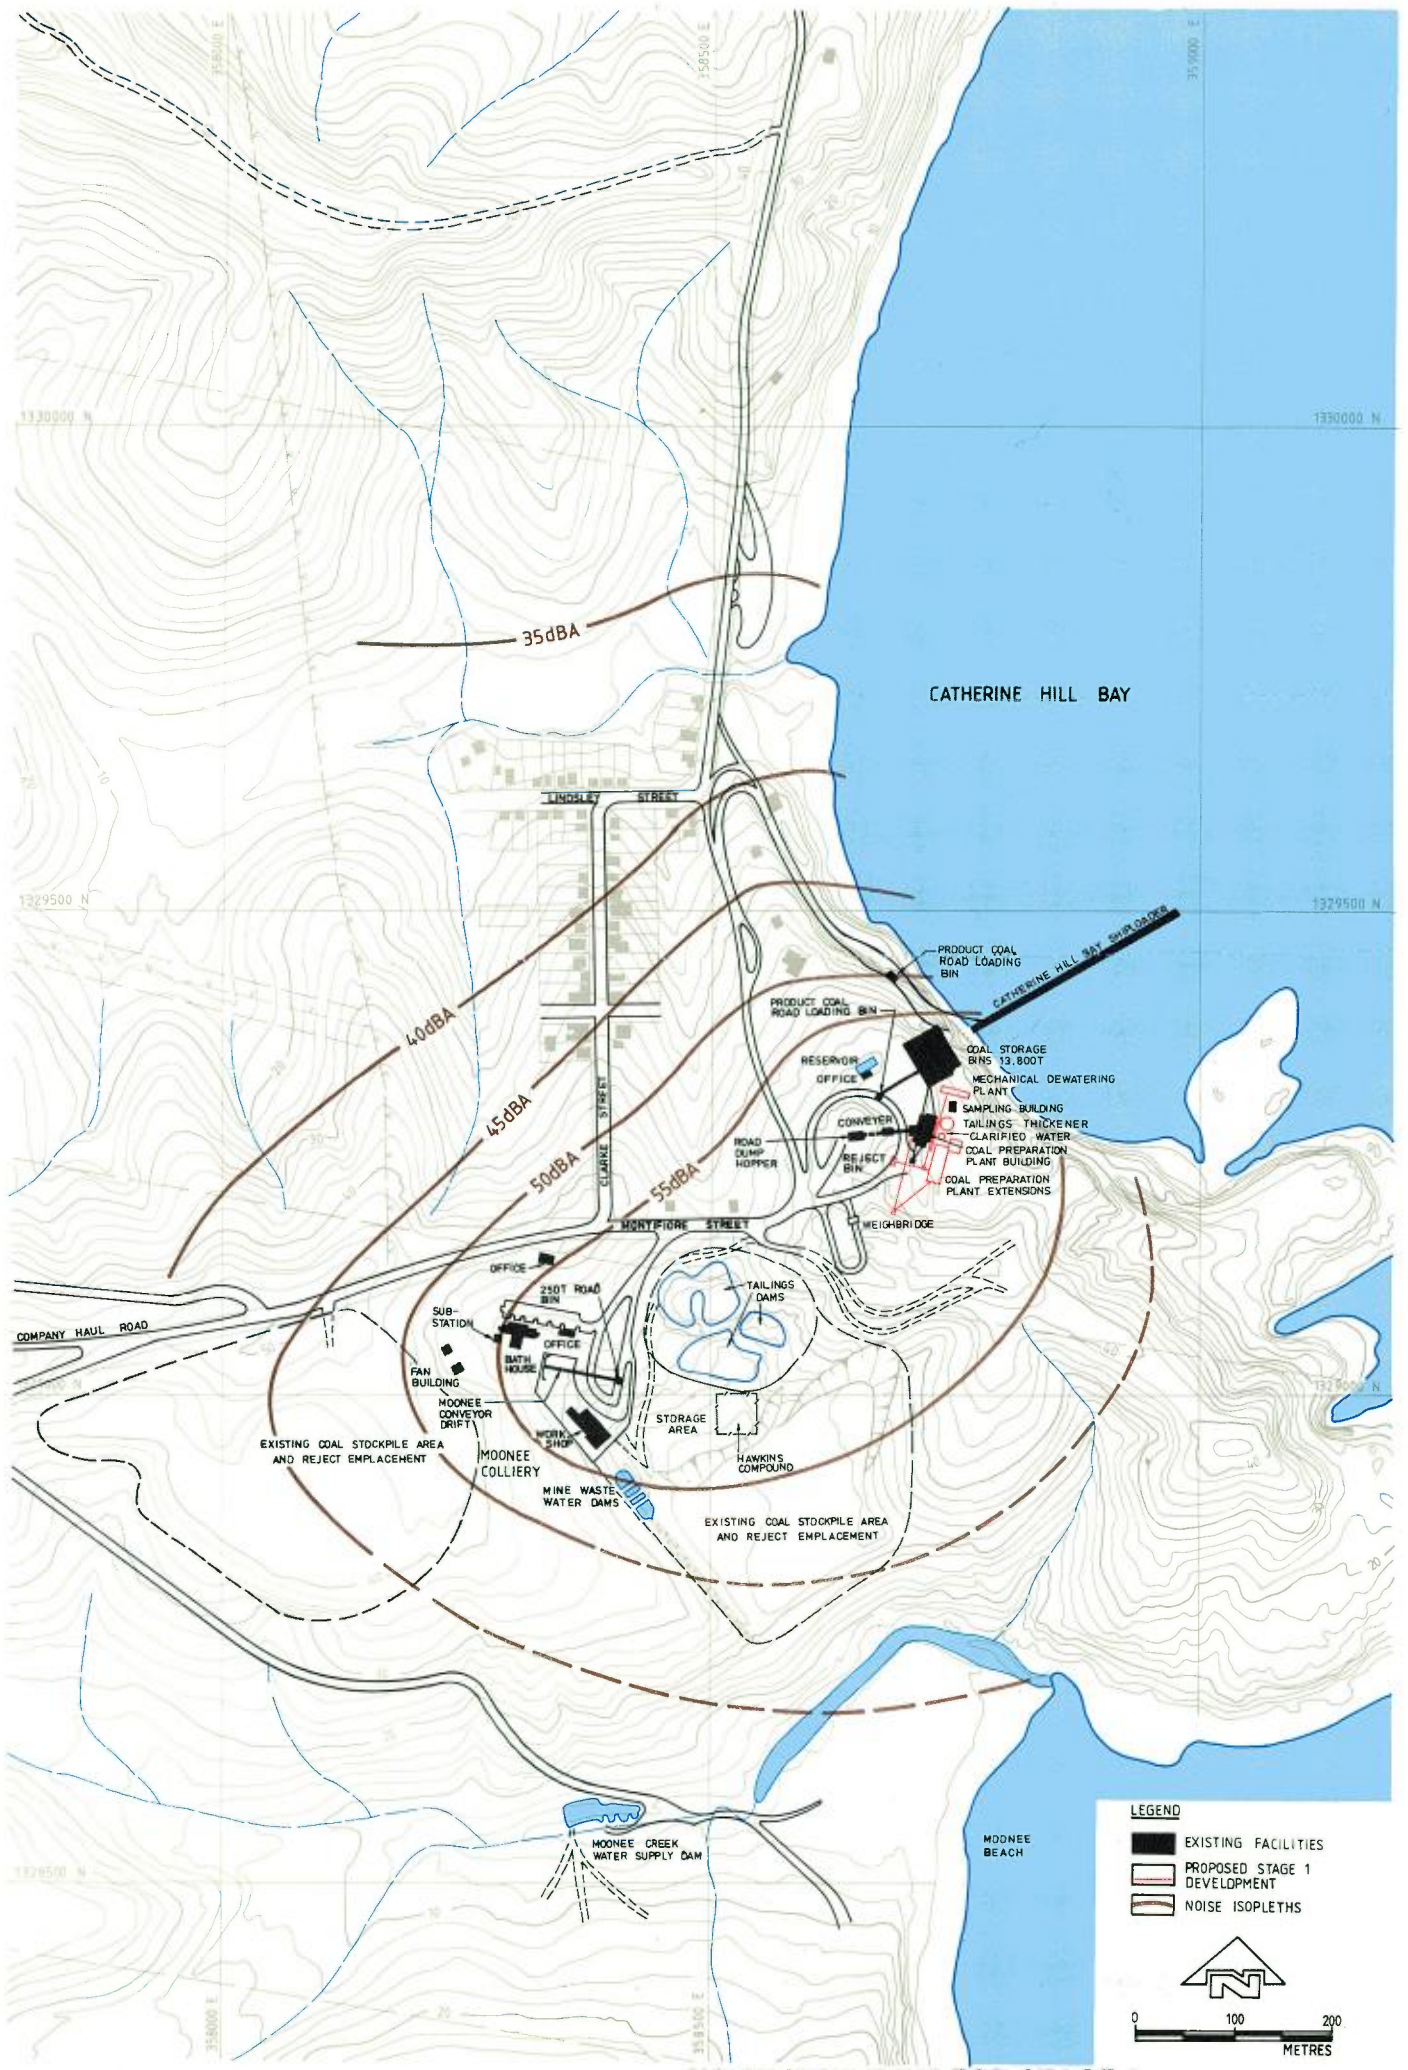 358500 E
359000 E
1330000 N
1330000 N
35dBA
CATHERINE HILL BAY
LINDSLEY STREET
1329500 N
1329500 N
CATHERINE HILL BAY SHIPLOADER
PRODUCT COAL
ROAD LOADING
BIN
PRODUCT COAL
ROAD LOADING BIN
40dBA
COAL STORAGE
BINS 13,800T
RESERVOIR
OFFICE
MECHANICAL DEWATERING
PLANT
SAMPLING BUILDING
TAILINGS THICKENER
CLARIFIED WATER
COAL PREPARATION
PLANT BUILDING
COAL PREPARATION
PLANT EXTENSIONS
CONVEYER
ROAD
DUMP
HOPPER
REJECT
BIN
45dBA
CLARKE STREET
50dBA
55dBA
MONTIFIORE STREET
WEIGHBRIDGE
OFFICE
250T ROAD
BIN
TAILINGS
DAMS
SUB-
STATION
OFFICE
COMPANY HAUL ROAD
BATH
HOUSE
FAN
BUILDING
MOONEE
CONVEYOR
DRIFT
STORAGE
AREA
WORK
SHOP
EXISTING COAL STOCKPILE AREA
AND REJECT EMPLACEMENT
MOONEE
COLLIERY
HAWKINS
COMPOUND
MINE WASTE
WATER DAMS
EXISTING COAL STOCKPILE AREA
AND REJECT EMPLACEMENT
MOONEE CREEK
WATER SUPPLY DAM
MOONEE
BEACH
1328500 N
358000 E
358500 E
LEGEND
EXISTING FACILITIES
PROPOSED STAGE 1
DEVELOPMENT
NOISE ISOPLETHS
N
0 100 200
METRES